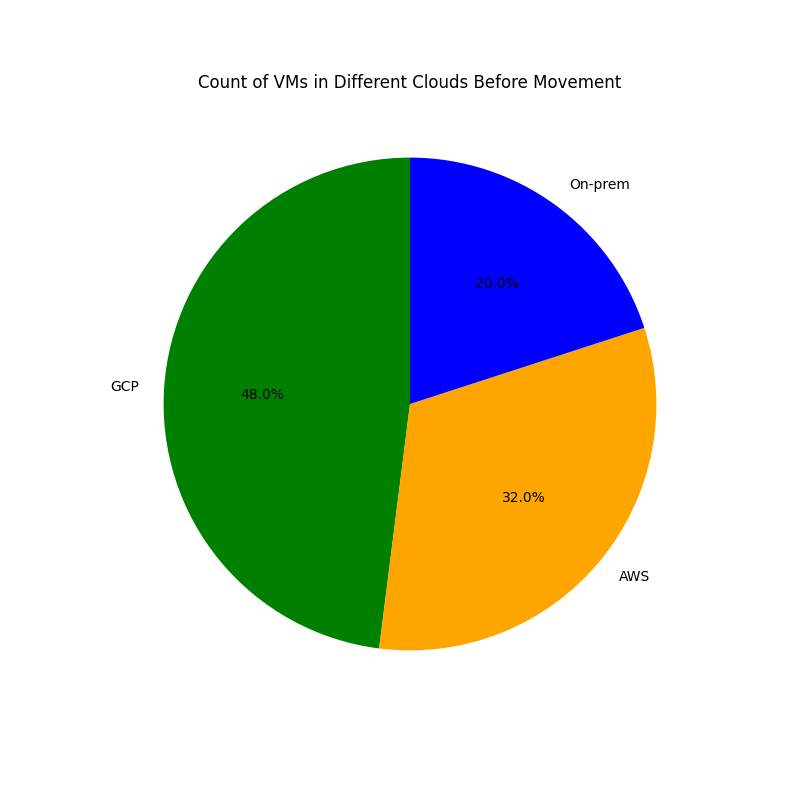 Count of VMs in Different Clouds Before Movement
On-prem
20.0%
GCP
48.0%
32.0%
AWS